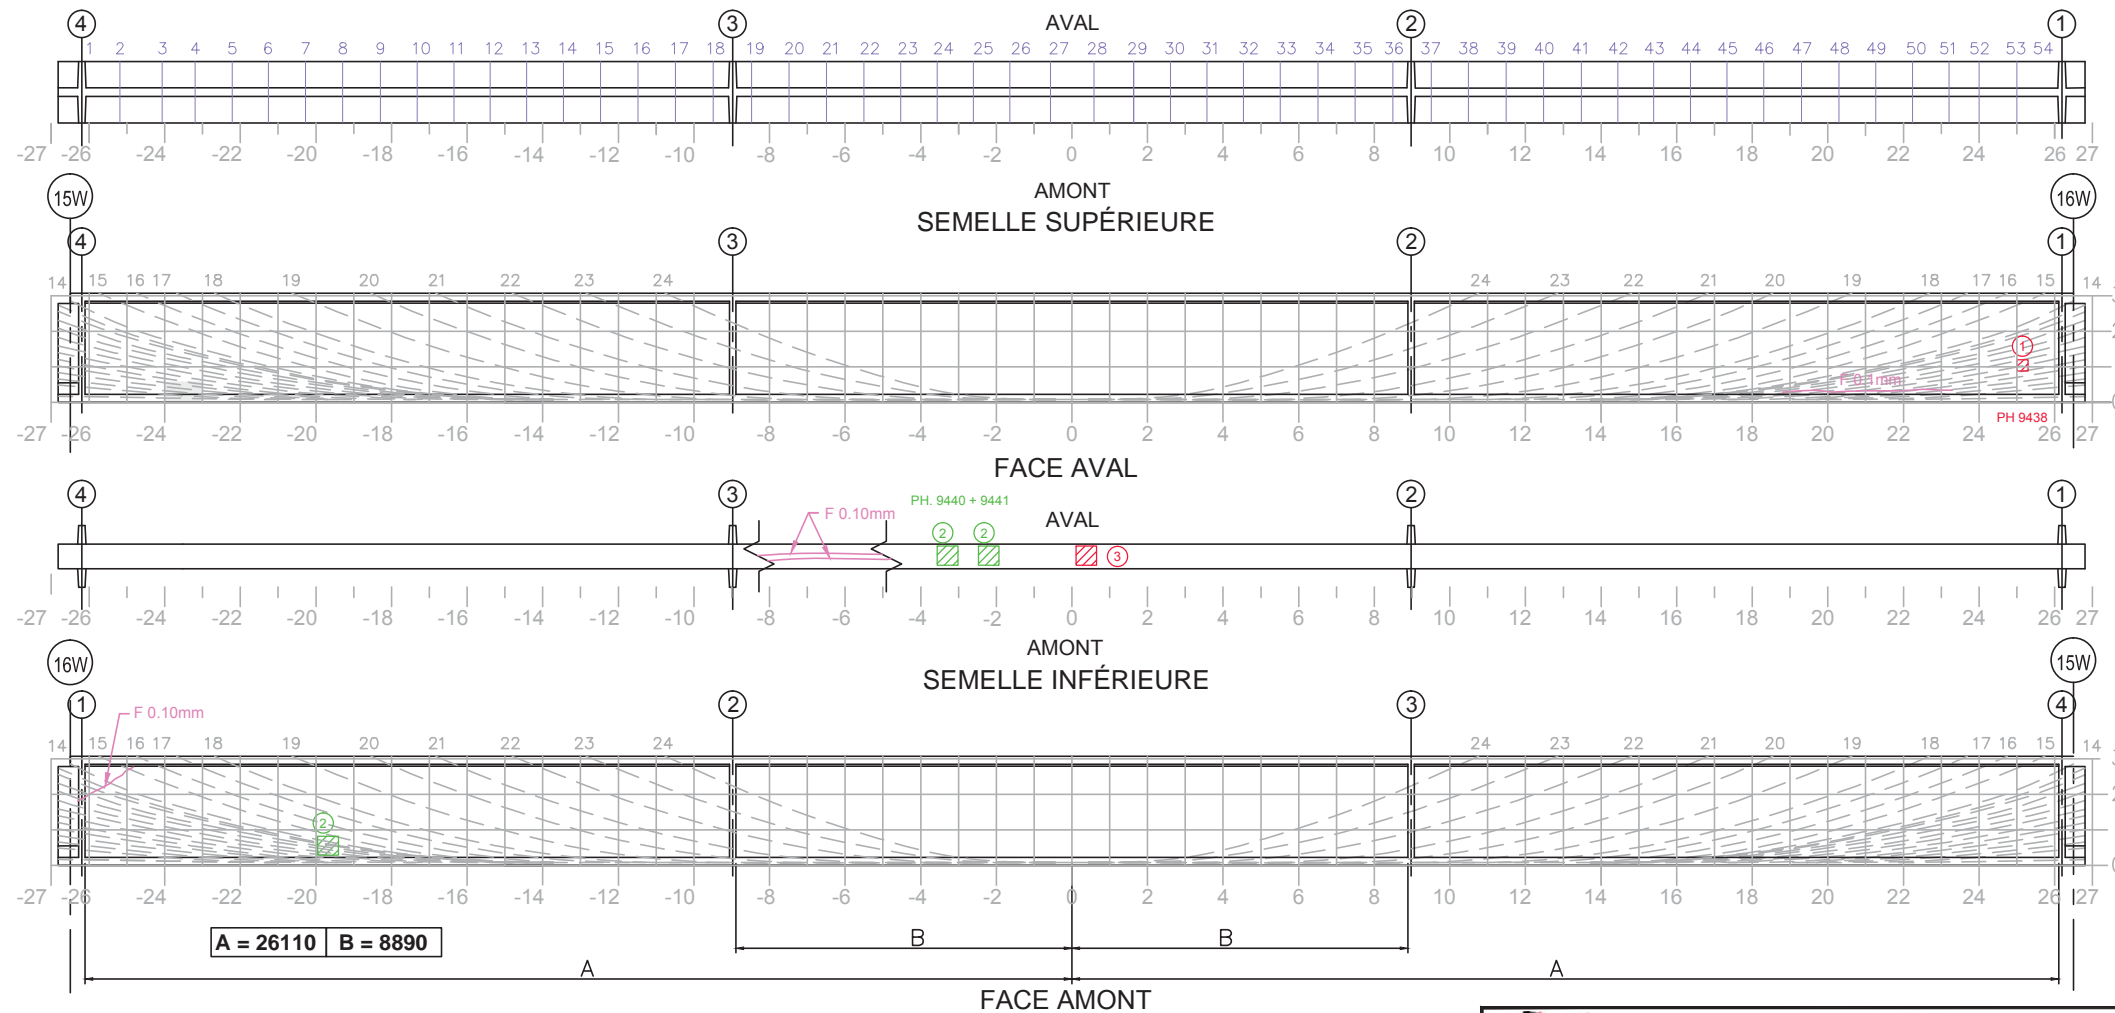 4 3 AVAL 2 1
1 2 3 4 5 6 7 8 9 10 11 12 13 14 15 16 17 18 19 20 21 22 23 24 25 26 27 28 29 30 31 32 33 34 35 36 37 38 39 40 41 42 43 44 45 46 47 48 49 50 51 52 53 54
-27 -26 -24 -22 -20 -18 -16 -14 -12 -10 -8 -6 -4 -2 0 2 4 6 8 10 12 14 16 18 20 22 24 26 27
15W AMONT 16W
SEMELLE SUPÉRIEURE
4 3 2 1
14 15 16 17 18 19 20 21 22 23 24 24 23 22 21 20 19 18 17 16 15 14
1
F 0.1mm
PH 9438
-27 -26 -24 -22 -20 -18 -16 -14 -12 -10 -8 -6 -4 -2 0 2 4 6 8 10 12 14 16 18 20 22 24 26 27
FACE AVAL
4 3 PH. 9440 + 9441 2 1
F 0.10mm AVAL
2 2 3
-27 -26 -24 -22 -20 -18 -16 -14 -12 -10 -8 -6 -4 -2 0 2 4 6 8 10 12 14 16 18 20 22 24 26 27
16W AMONT 15W
SEMELLE INFÉRIEURE
1 2 3 4
F 0.10mm
14 15 16 17 18 19 20 21 22 23 24 24 23 22 21 20 19 18 17 16 15 14
2
-27 -26 -24 -22 -20 -18 -16 -14 -12 -10 -8 -6 -4 -2 0 2 4 6 8 10 12 14 16 18 20 22 24 26 27
A = 26110 B = 8890
B B
A A
FACE AMONT